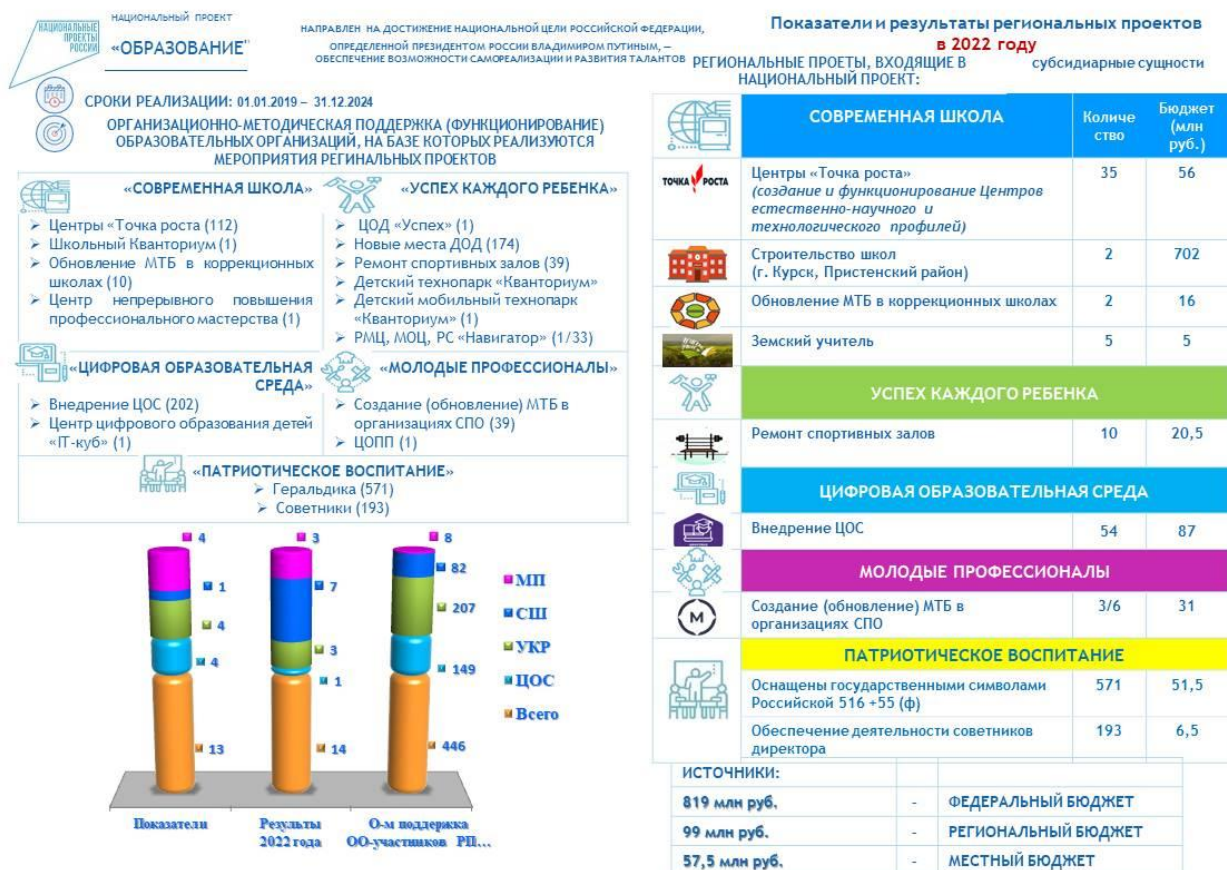 НАЦИОНАЛЬНЫЕ
ПРОЕКТЫ
РОССИИ
НАЦИОНАЛЬНЫЙ ПРОЕКТ
«ОБРАЗОВАНИЕ"
НАПРАВЛЕН НА ДОСТИЖЕНИЕ НАЦИОНАЛЬНОЙ ЦЕЛИ РОССИЙСКОЙ ФЕДЕРАЦИИ,
ОПРЕДЕЛЕННОЙ ПРЕЗИДЕНТОМ РОССИИ ВЛАДИМИРОМ ПУТИНЫМ, —
ОБЕСПЕЧЕНИЕ ВОЗМОЖНОСТИ САМОРЕАЛИЗАЦИИ И РАЗВИТИЯ ТАЛАНТОВ
СРОКИ РЕАЛИЗАЦИИ: 01.01.2019 – 31.12.2024
ОРГАНИЗАЦИОННО-МЕТОДИЧЕСКАЯ ПОДДЕРЖКА (ФУНКЦИОНИРОВАНИЕ)
ОБРАЗОВАТЕЛЬНЫХ ОРГАНИЗАЦИЙ, НА БАЗЕ КОТОРЫХ РЕАЛИЗУЮТСЯ
МЕРОПРИЯТИЯ РЕГИНАЛЬНЫХ ПРОЕКТОВ
«СОВРЕМЕННАЯ ШКОЛА»
➢ Центры «Точка роста (112)
➢ Школьный Кванториум (1)
➢ Обновление МТБ в коррекционных
школах (10)
➢ Центр непрерывного повышения
профессионального мастерства (1)
«УСПЕХ КАЖДОГО РЕБЕНКА»
➢ ЦОД «Успех» (1)
➢ Новые места ДОД (174)
➢ Ремонт спортивных залов (39)
➢ Детский технопарк «Кванториум»
➢ Детский мобильный технопарк
«Кванториум» (1)
➢ РМЦ, МОЦ, РС «Навигатор» (1/33)
«ЦИФРОВАЯ ОБРАЗОВАТЕЛЬНАЯ
СРЕДА»
➢ Внедрение ЦОС (202)
➢ Центр цифрового образования детей
«IT-куб» (1)
«МОЛОДЫЕ ПРОФЕССИОНАЛЫ»
➢ Создание (обновление) МТБ в
организациях СПО (39)
➢ ЦОПП (1)
«ПАТРИОТИЧЕСКОЕ ВОСПИТАНИЕ»
➢ Геральдика (571)
➢ Советники (193)
4 3 8
1 7 82
4 3 207
4 1 149
13 14 446
МП
СШ
УКР
ЦОС
Всего
Показатели
Результы
2022 года
О-м поддержка
ОО-участников РП...
Показатели и результаты региональных проектов
в 2022 году
РЕГИОНАЛЬНЫЕ ПРОЕТЫ, ВХОДЯЩИЕ В
НАЦИОНАЛЬНЫЙ ПРОЕКТ:
субсидиарные сущности
СОВРЕМЕННАЯ ШКОЛА
Количе
ство
Бюджет
(млн
руб.)
ТОЧКА РОСТА
Центры «Точка роста» 35 56
(создание и функционирование Центров
естественно-научного и
технологического профилей)
Строительство школ 2 702
(г. Курск, Пристенский район)
Обновление МТБ в коррекционных школах 2 16
Земский учитель 5 5
УСПЕХ КАЖДОГО РЕБЕНКА
Ремонт спортивных залов 10 20,5
ЦИФРОВАЯ ОБРАЗОВАТЕЛЬНАЯ СРЕДА
Внедрение ЦОС 54 87
МОЛОДЫЕ ПРОФЕССИОНАЛЫ
М
Создание (обновление) МТБ в 3/6 31
организациях СПО
ПАТРИОТИЧЕСКОЕ ВОСПИТАНИЕ
Оснащены государственными символами 571 51,5
Российской 516 +55 (ф)
Обеспечение деятельности советников 193 6,5
директора
ИСТОЧНИКИ:
819 млн руб. - ФЕДЕРАЛЬНЫЙ БЮДЖЕТ
99 млн руб. - РЕГИОНАЛЬНЫЙ БЮДЖЕТ
57,5 млн руб. - МЕСТНЫЙ БЮДЖЕТ